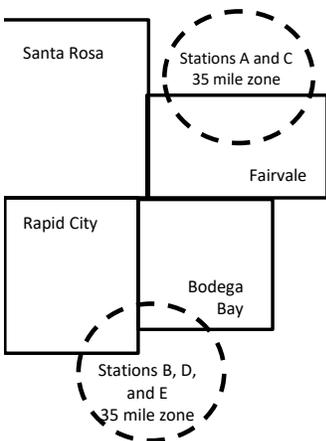 Santa Rosa
Stations A and C
35 mile zone
Fairvale
Rapid City
Bodega
Bay
Stations B, D,
and E
35 mile zone